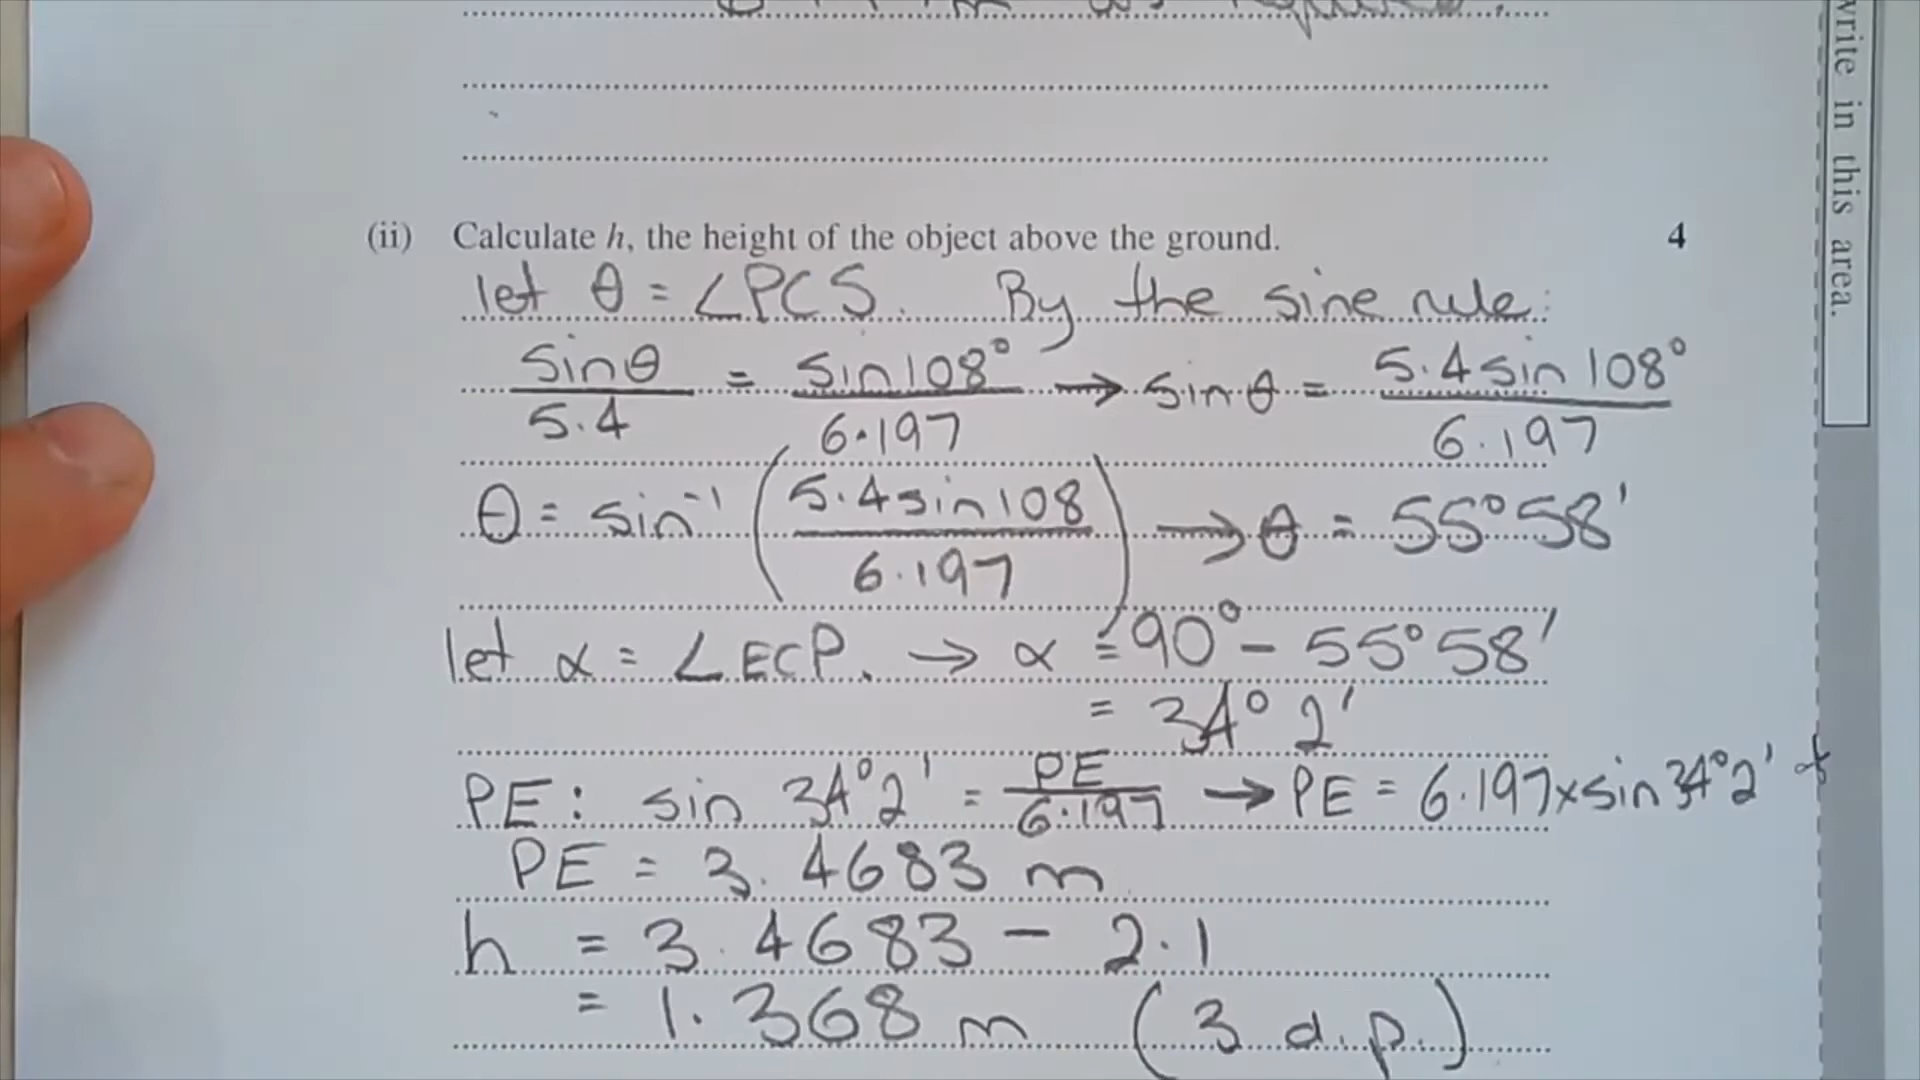 (ii) Calculate h, the height of the object above the ground. 4
let θ = ∠PCS. By the sine rule:
sinθ/5.4 = sin108°/6.197 → sinθ = 5.4sin108°/6.197
θ = sin⁻¹(5.4sin108/6.197) → θ = 55°58'
let α = ∠ECP. → α = 90° - 55°58'
= 34°2'
PE: sin 34°2' = PE/6.197 → PE = 6.197×sin34°2'
PE = 3.4683 m
h = 3.4683 - 2.1
= 1.368 m (3 d.p.)
write in this area.